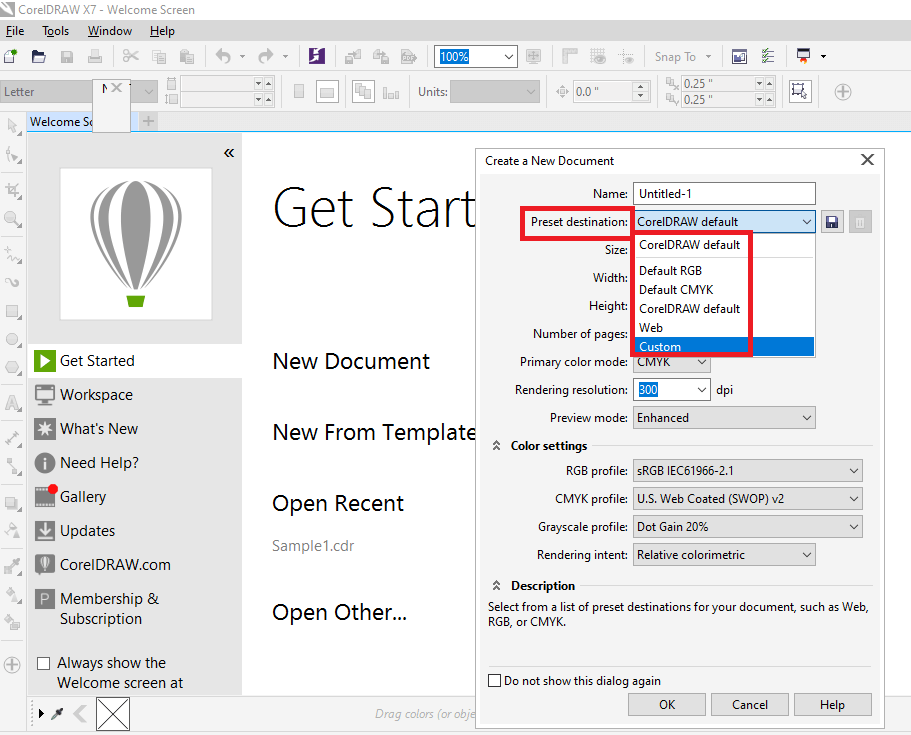 CorelDRAW X7 - Welcome Screen
File Tools Window Help
100% Snap To
Letter Units: 0.0 " 0.25 "
0.25 "
Welcome Sc
Get Start
Get Started
Workspace
What's New
Need Help?
Gallery
Updates
CorelDRAW.com
Membership &
Subscription
Always show the
Welcome screen at
New Document
New From Template
Open Recent
Sample1.cdr
Open Other...
Drag colors (or obje
Create a New Document
Name: Untitled-1
Preset destination: CorelDRAW default
CorelDRAW default
Default RGB
Default CMYK
CorelDRAW default
Web
Custom
Size:
Width:
Height:
Number of pages:
Primary color mode: CMYK
Rendering resolution: 300 dpi
Preview mode: Enhanced
Color settings
RGB profile: sRGB IEC61966-2.1
CMYK profile: U.S. Web Coated (SWOP) v2
Grayscale profile: Dot Gain 20%
Rendering intent: Relative colorimetric
Description
Select from a list of preset destinations for your document, such as Web,
RGB, or CMYK.
Do not show this dialog again
OK Cancel Help